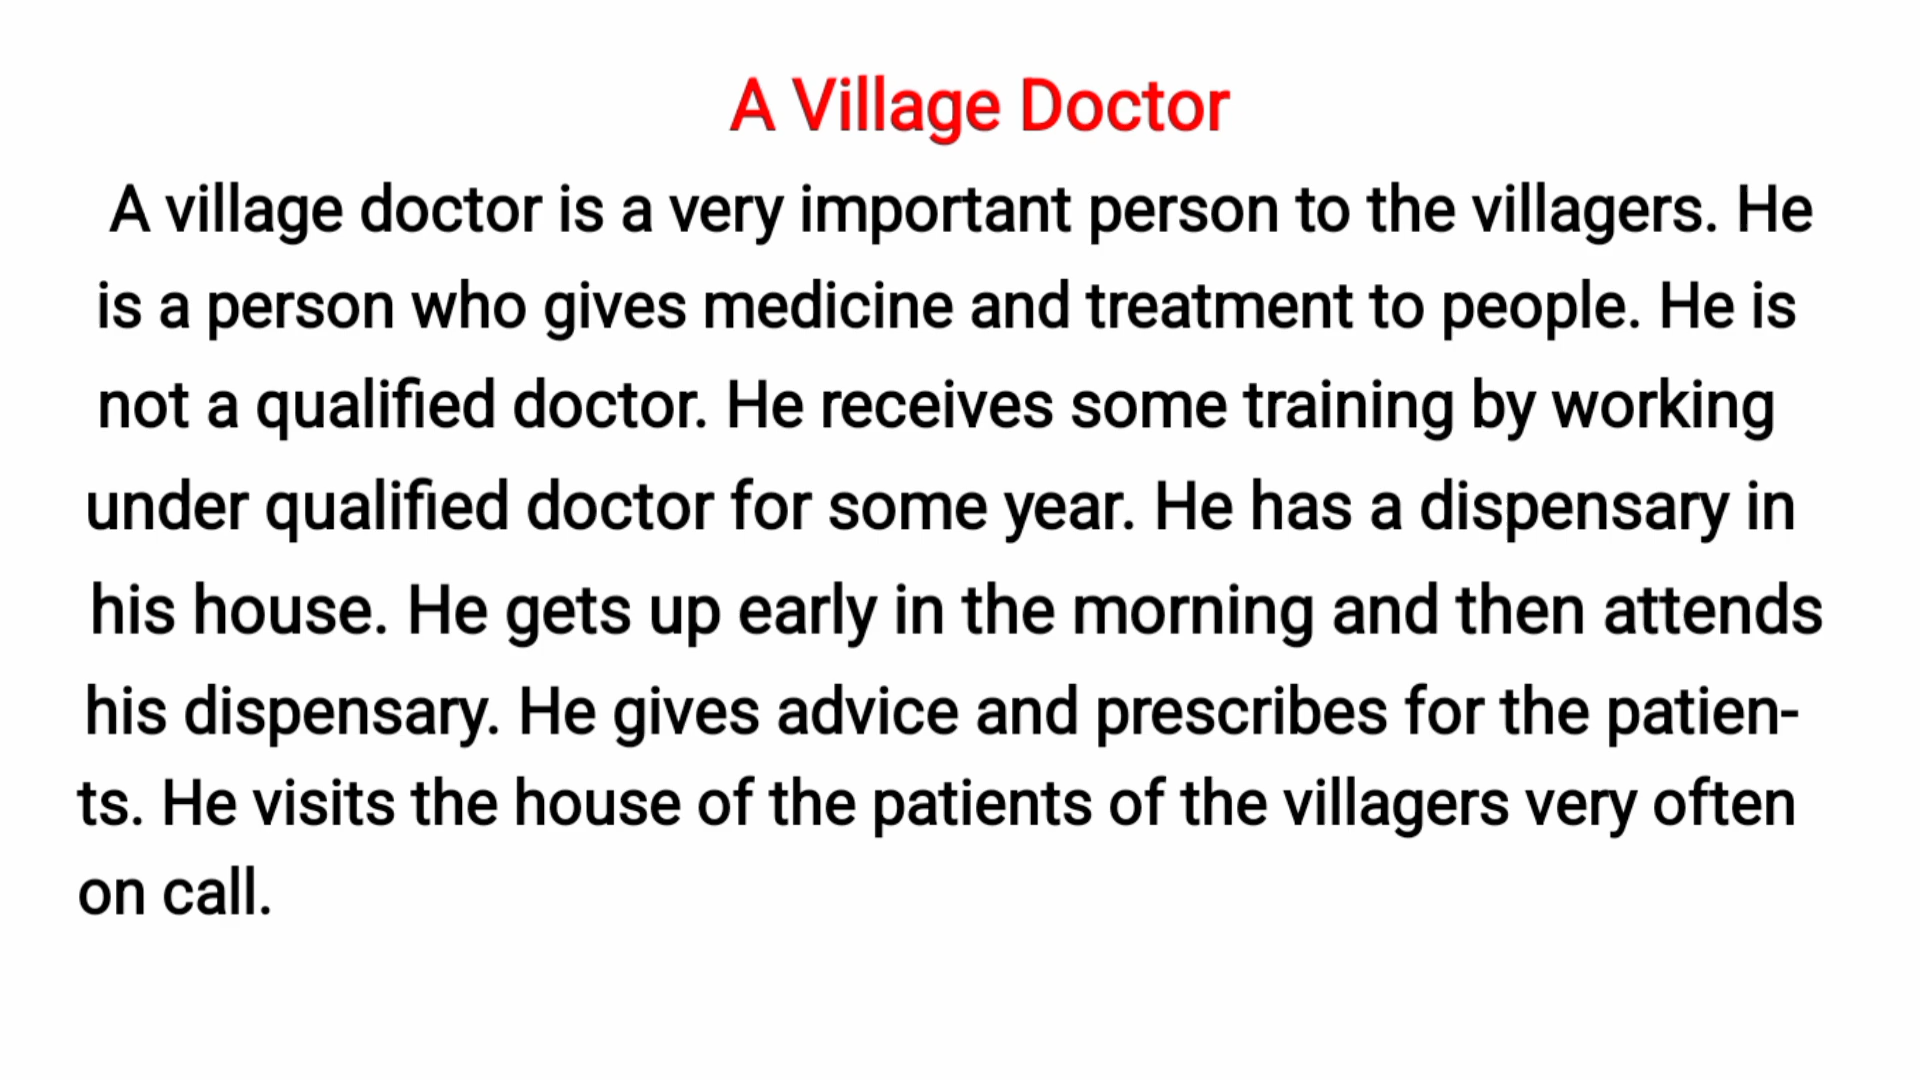 A Village Doctor
A village doctor is a very important person to the villagers. He
is a person who gives medicine and treatment to people. He is
not a qualified doctor. He receives some training by working
under qualified doctor for some year. He has a dispensary in
his house. He gets up early in the morning and then attends
his dispensary. He gives advice and prescribes for the patien-
ts. He visits the house of the patients of the villagers very often
on call.